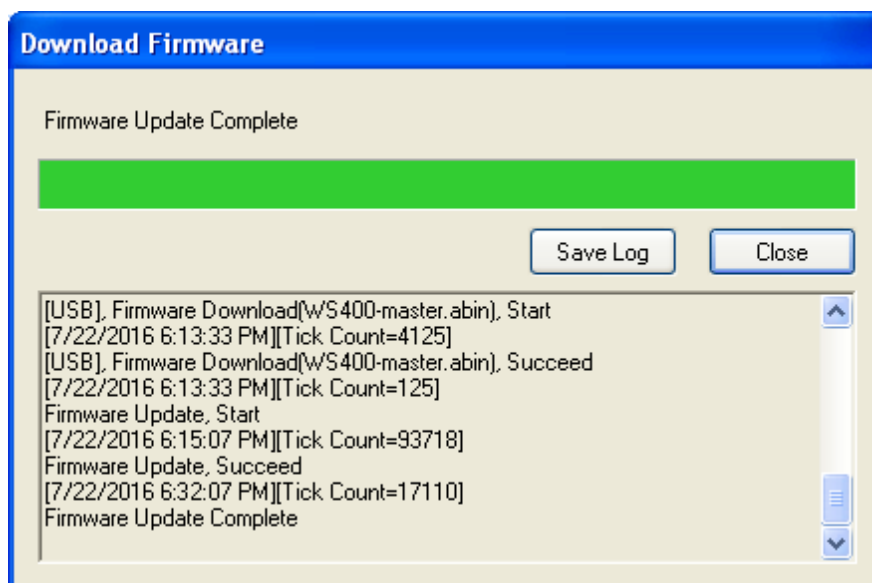 Download Firmware
Firmware Update Complete
Save Log
Close
[USB], Firmware Download(WS400-master.abin), Start
[7/22/2016 6:13:33 PM][Tick Count=4125]
[USB], Firmware Download(WS400-master.abin), Succeed
[7/22/2016 6:13:33 PM][Tick Count=125]
Firmware Update, Start
[7/22/2016 6:15:07 PM][Tick Count=93718]
Firmware Update, Succeed
[7/22/2016 6:32:07 PM][Tick Count=17110]
Firmware Update Complete